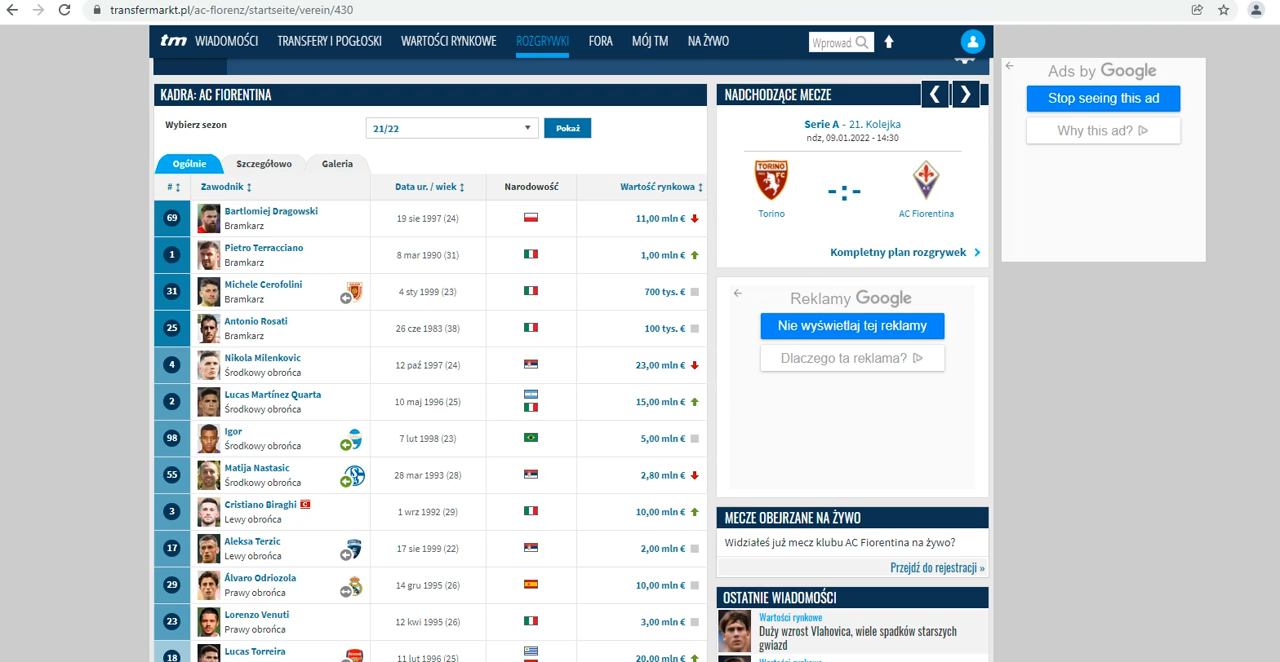 transfermarkt.pl/ac-florenz/startseite/verein/430
tm WIADOMOŚCI TRANSFERY I POGŁOSKI WARTOŚCI RYNKOWE ROZGRYWKI FORA MÓJ TM NA ŻYWO Wprowad
KADRA: AC FIORENTINA
Wybierz sezon 21/22 Pokaż
Ogólnie Szczegółowo Galeria
# Zawodnik Data ur. / wiek Narodowość Wartość rynkowa
69 Bartlomiej Dragowski 19 sie 1997 (24) 11,00 mln €
Bramkarz
1 Pietro Terracciano 8 mar 1990 (31) 1,00 mln €
Bramkarz
31 Michele Cerofolini 4 sty 1999 (23) 700 tys. €
Bramkarz
25 Antonio Rosati 26 cze 1983 (38) 100 tys. €
Bramkarz
4 Nikola Milenkovic 12 paź 1997 (24) 23,00 mln €
Środkowy obrońca
2 Lucas Martínez Quarta 10 maj 1996 (25) 15,00 mln €
Środkowy obrońca
98 Igor 7 lut 1998 (23) 5,00 mln €
Środkowy obrońca
55 Matija Nastasic 28 mar 1993 (28) 2,80 mln €
Środkowy obrońca
3 Cristiano Biraghi 1 wrz 1992 (29) 10,00 mln €
Lewy obrońca
17 Aleksa Terzic 17 sie 1999 (22) 2,00 mln €
Lewy obrońca
29 Álvaro Odriozola 14 gru 1995 (26) 10,00 mln €
Prawy obrońca
23 Lorenzo Venuti 12 kwi 1995 (26) 3,00 mln €
Prawy obrońca
18 Lucas Torreira 11 lut 1996 (25) 20,00 mln €
NADCHODZĄCE MECZE
Serie A - 21. Kolejka
ndz, 09.01.2022 - 14:30
TORINO FC
-:-
Torino AC Fiorentina
Kompletny plan rozgrywek
Reklamy Google
Nie wyświetlaj tej reklamy
Dlaczego ta reklama?
MECZE OBEJRZANE NA ŻYWO
Widziałeś już mecz klubu AC Fiorentina na żywo?
Przejdź do rejestracji »
OSTATNIE WIADOMOŚCI
Wartości rynkowe
Duży wzrost Vlahovica, wiele spadków starszych
gwiazd
Wartości rynkowe
Ads by Google
Stop seeing this ad
Why this ad?